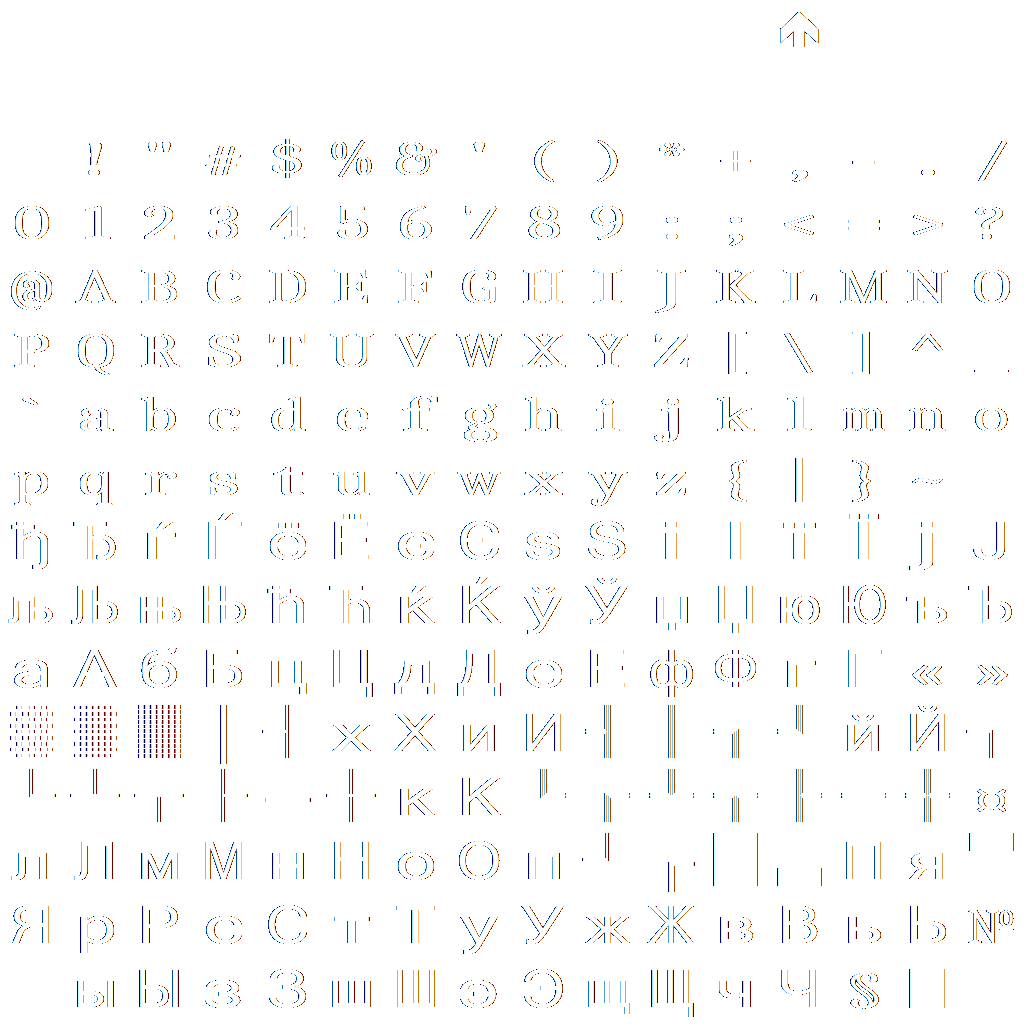 ↑
! " # $ % & ' ( ) * + , - . /
0 1 2 3 4 5 6 7 8 9 : ; < = > ?
@ A B C D E F G H I J K L M N O
P Q R S T U V W X Y Z [ \ ] ^ _
` a b c d e f g h i j k l m n o
p q r s t u v w x y z { | } ~
ђ Ђ ѓ Ѓ ё Ё є Є ѕ Ѕ і І ї Ї ј Ј
љ Љ њ Њ ћ Ћ ќ Ќ ў Ў џ Џ ю Ю ъ Ъ
а А б Б ц Ц д Д е Е ф Ф г Г « »
░ ▒ ▓ │ ┤ х Х и И ╣ ║ ╗ ╝ й Й ┐
└ ┴ ┬ ├ ─ ┼ к К ╚ ╔ ╩ ╦ ╠ ═ ╬ ¤
л Л м М н Н о О п ┘ ┌ █ ▄ П я ▀
Я р Р с С т Т у У ж Ж в В ь Ь №
ы Ы з З ш Ш э Э щ Щ ч Ч § ■